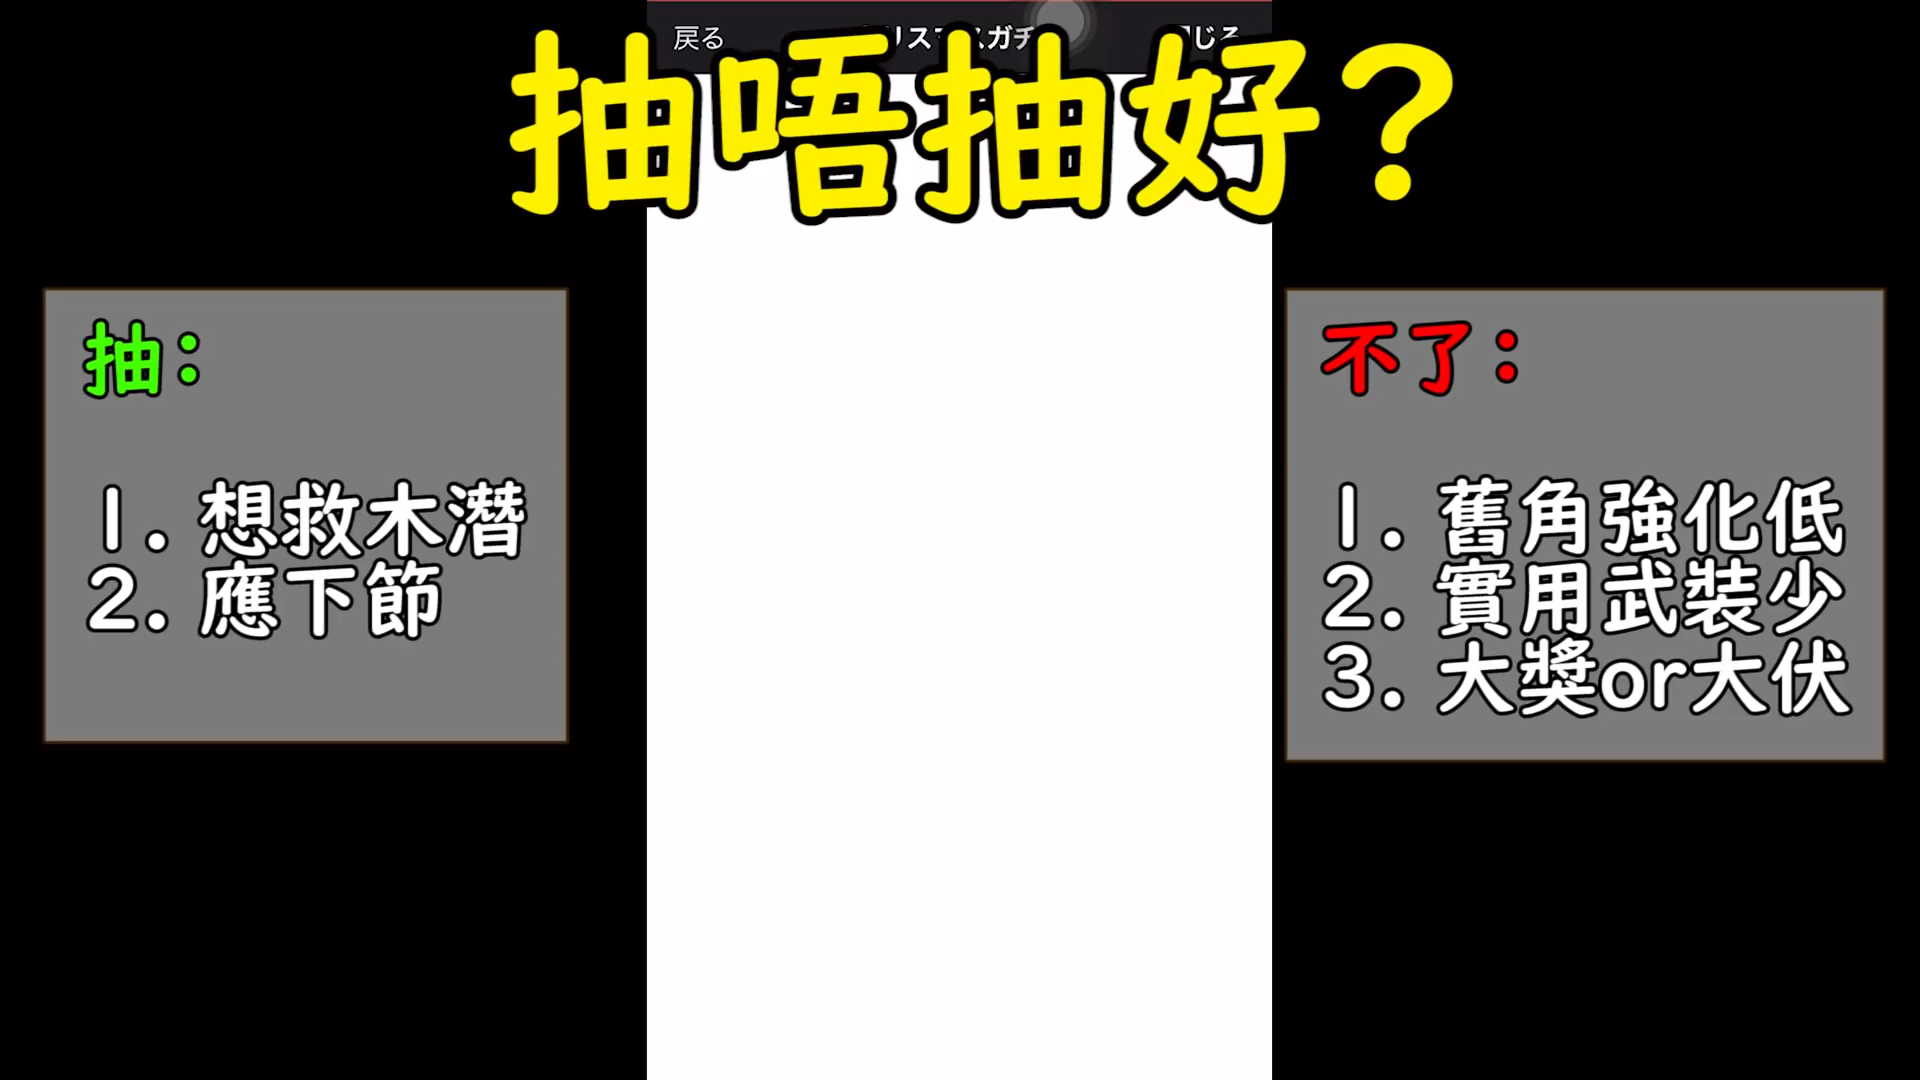 戻る
抽唔抽好？
抽：
1. 想救木潛
2. 應下節
不了：
1. 舊角強化低
2. 實用武裝少
3. 大獎or大伏